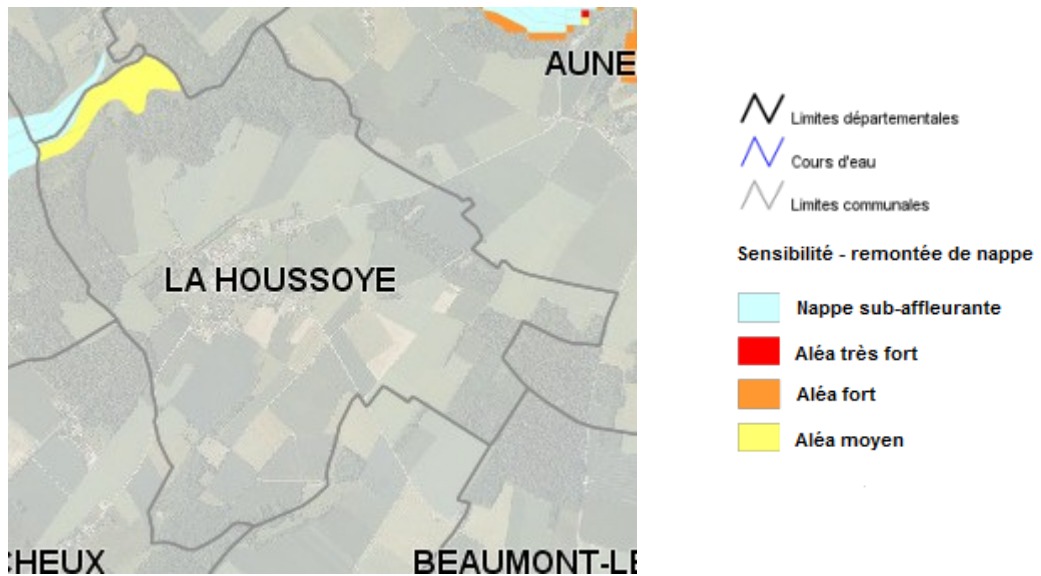 AUNE
LA HOUSSOYE
CHEUX
BEAUMONT-LE
Limites départementales
Cours d'eau
Limites communales
Sensibilité - remontée de nappe
Nappe sub-affleurante
Aléa très fort
Aléa fort
Aléa moyen